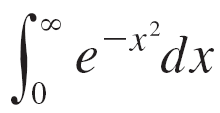 ∫₀^∞ e^{-x²} dx